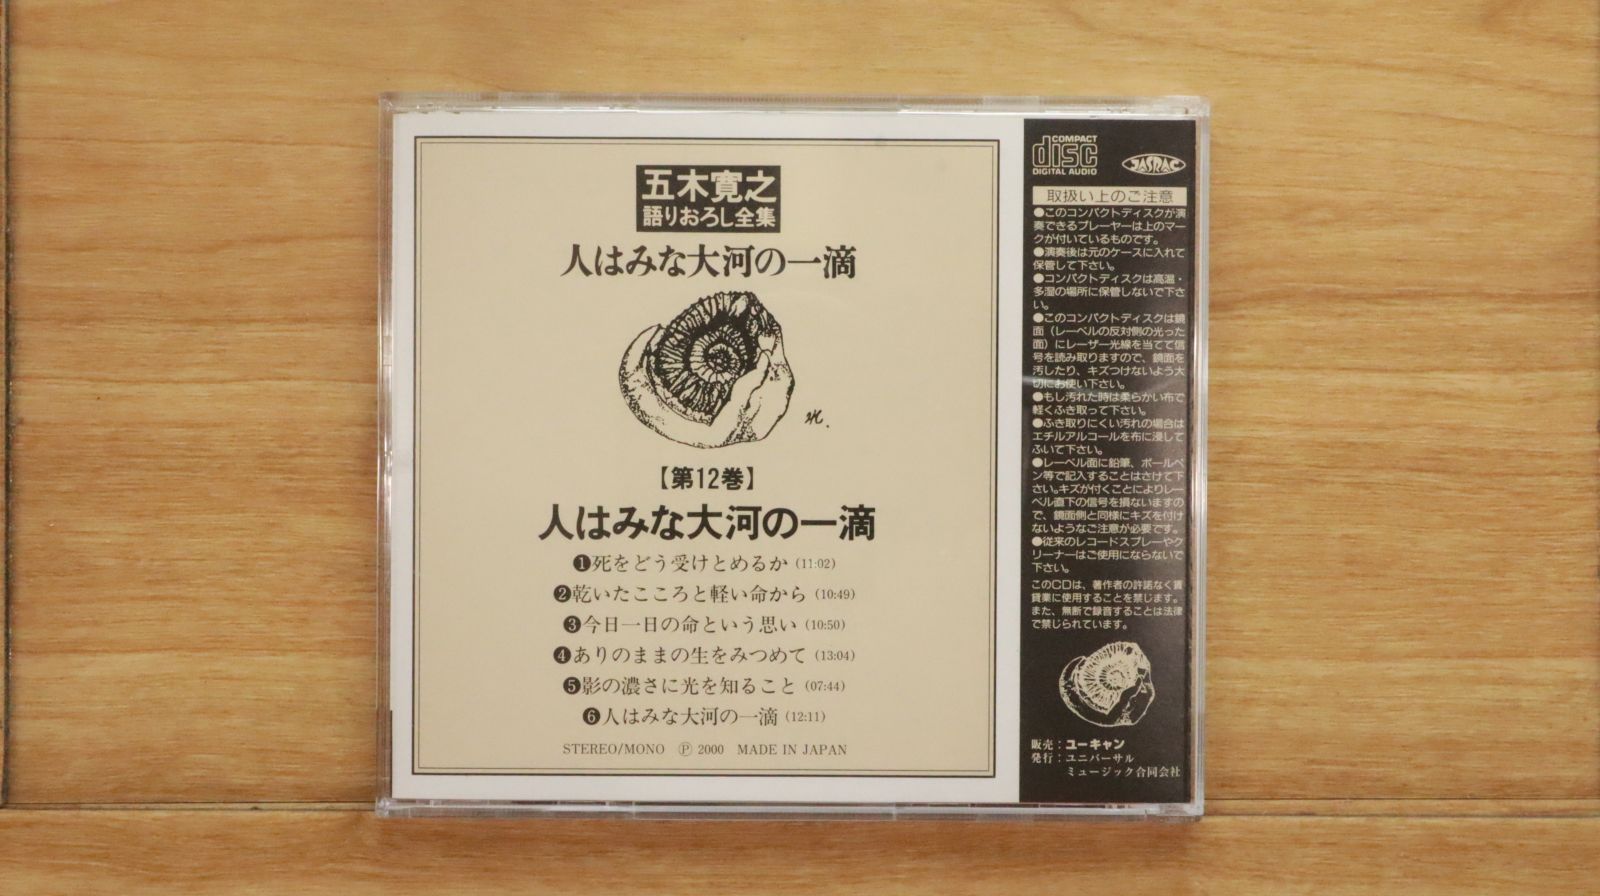 五木寛之
語りおろし全集
人はみな大河の一滴
【第12巻】
人はみな大河の一滴
❶死をどう受けとめるか (11:02)
❷乾いたこころと軽い命から (10:49)
❸今日一日の命という思い (10:50)
❹ありのままの生をみつめて (13:04)
❺影の濃さに光を知ること (07:44)
❻人はみな大河の一滴 (12:11)
STEREO/MONO Ⓟ 2000 MADE IN JAPAN
COMPACT
disc
DIGITAL AUDIO
JASRAC
取扱い上のご注意
●このコンパクトディスクが演
奏できるプレーヤーは上のマー
クが付いているものです。
●演奏後は元のケースに入れて
保管して下さい。
●コンパクトディスクは高温・
多湿の場所に保管しないで下さ
い。
●このコンパクトディスクは鏡
面（レーベルの反対側の光った
面）にレーザー光線を当てて信
号を読み取りますので、鏡面を
汚したり、キズつけないよう大
切にお使い下さい。
●もし汚れた時は柔らかい布で
軽くふき取って下さい。
●ふき取りにくい汚れの場合は
エチルアルコールを布に浸して
ふいて下さい。
●レーベル面に鉛筆、ボールペ
ン等で記入することはさけて下
さい。キズが付くことによりレー
ベル直下の信号を損ないますの
で、鏡面側と同様にキズを付け
ないようなご注意が必要です。
●従来のレコードスプレーやク
リーナーはご使用にならないで
下さい。
このCDは、著作者の許諾なく賃
貸業に使用することを禁じます。
また、無断で録音することは法律
で禁じられています。
販売：ユーキャン
発行：ユニバーサル
ミュージック合同会社